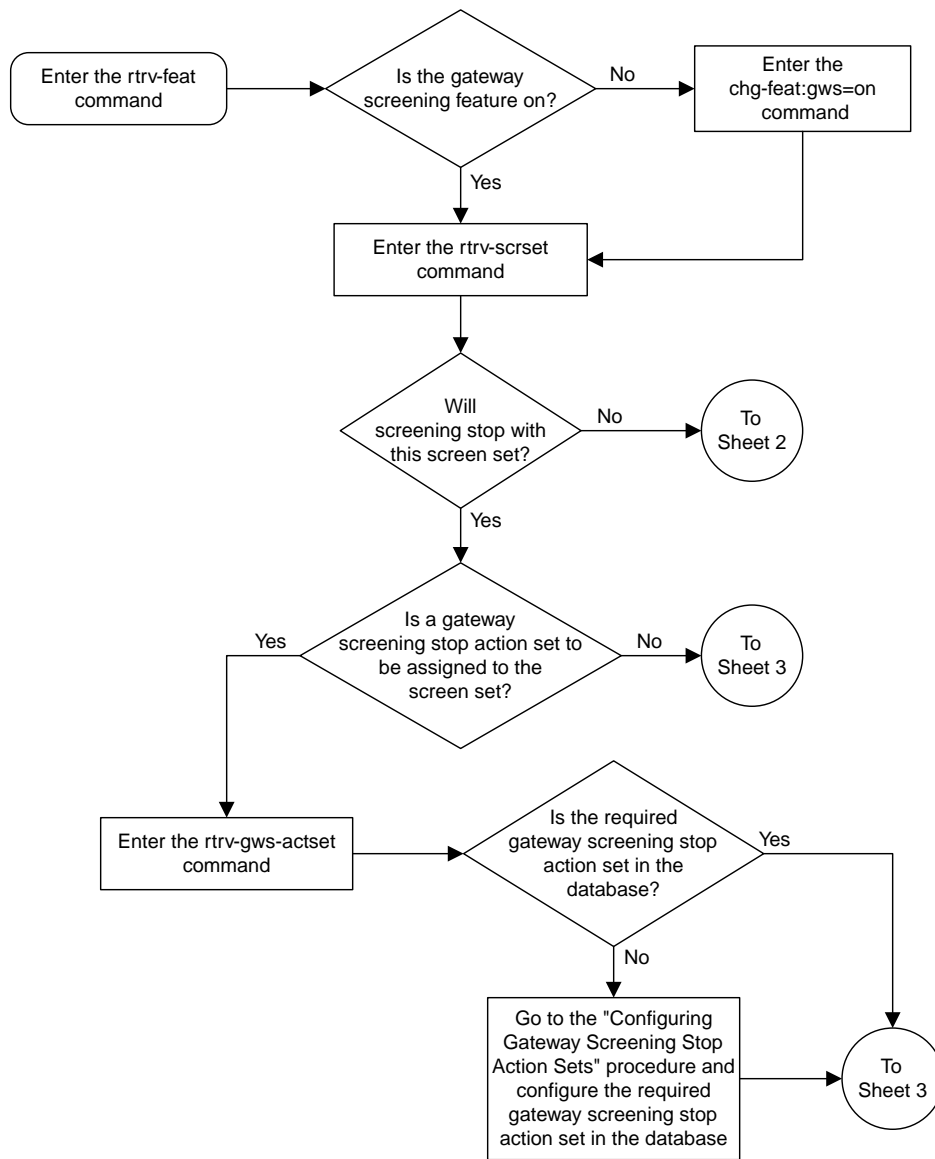 Enter the rtrv-feat
command
Is the gateway
screening feature on?
No
Enter the
chg-feat:gws=on
command
Yes
Enter the rtrv-scrset
command
Will
screening stop with
this screen set?
No
To
Sheet 2
Yes
Is a gateway
screening stop action set to
be assigned to the
screen set?
Yes
No
To
Sheet 3
Enter the rtrv-gws-actset
command
Is the required
gateway screening stop
action set in the
database?
Yes
No
Go to the "Configuring
Gateway Screening Stop
Action Sets" procedure and
configure the required
gateway screening stop
action set in the database
To
Sheet 3